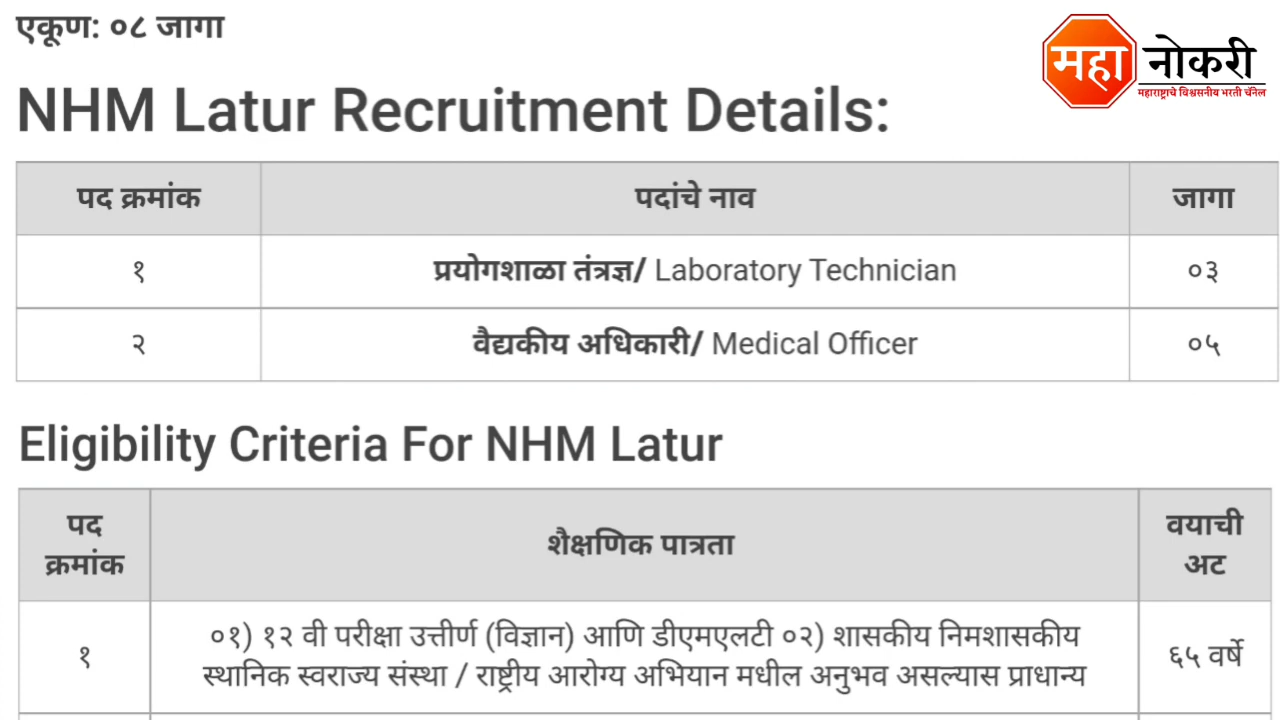 एकूण: ०८ जागा
महा नोकरी
महाराष्ट्राचे विश्वसनीय भरती चॅनेल
NHM Latur Recruitment Details:
पद क्रमांक पदांचे नाव जागा
१ प्रयोगशाळा तंत्रज्ञ/ Laboratory Technician ०३
२ वैद्यकीय अधिकारी/ Medical Officer ०५
Eligibility Criteria For NHM Latur
पद क्रमांक शैक्षणिक पात्रता वयाची अट
१ ०१) १२ वी परीक्षा उत्तीर्ण (विज्ञान) आणि डीएमएलटी ०२) शासकीय निमशासकीय
स्थानिक स्वराज्य संस्था / राष्ट्रीय आरोग्य अभियान मधील अनुभव असल्यास प्राधान्य ६५ वर्षे